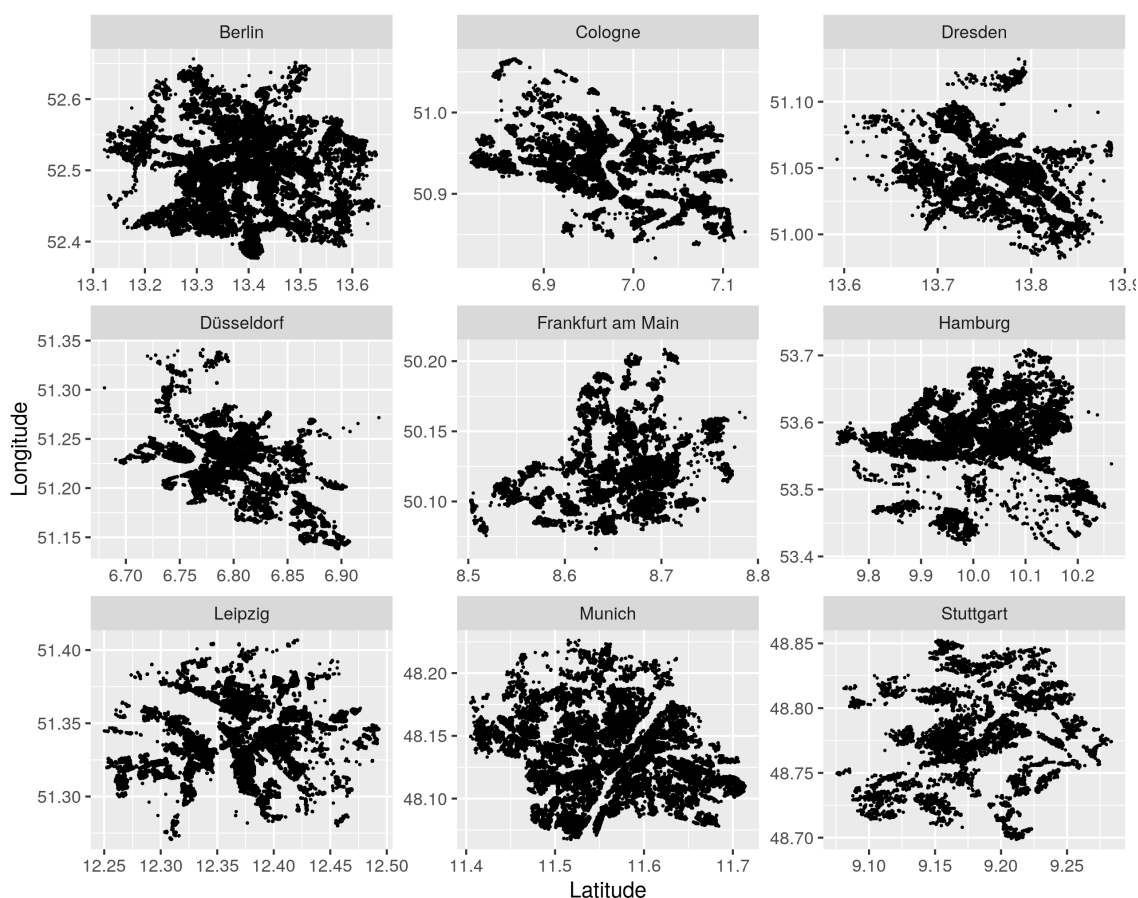 Berlin Cologne Dresden
52.6
52.5
52.4
13.1 13.2 13.3 13.4 13.5 13.6
51.0
50.9
6.9 7.0 7.1
51.10
51.05
51.00
13.6 13.7 13.8 13.9
Düsseldorf Frankfurt am Main Hamburg
51.35
51.30
51.25
51.20
51.15
6.70 6.75 6.80 6.85 6.90
50.20
50.15
50.10
8.5 8.6 8.7 8.8
53.7
53.6
53.5
53.4
9.8 9.9 10.0 10.1 10.2
Longitude
Leipzig Munich Stuttgart
51.40
51.35
51.30
12.25 12.30 12.35 12.40 12.45 12.50
48.20
48.15
48.10
11.4 11.5 11.6 11.7
48.85
48.80
48.75
48.70
9.10 9.15 9.20 9.25
Latitude